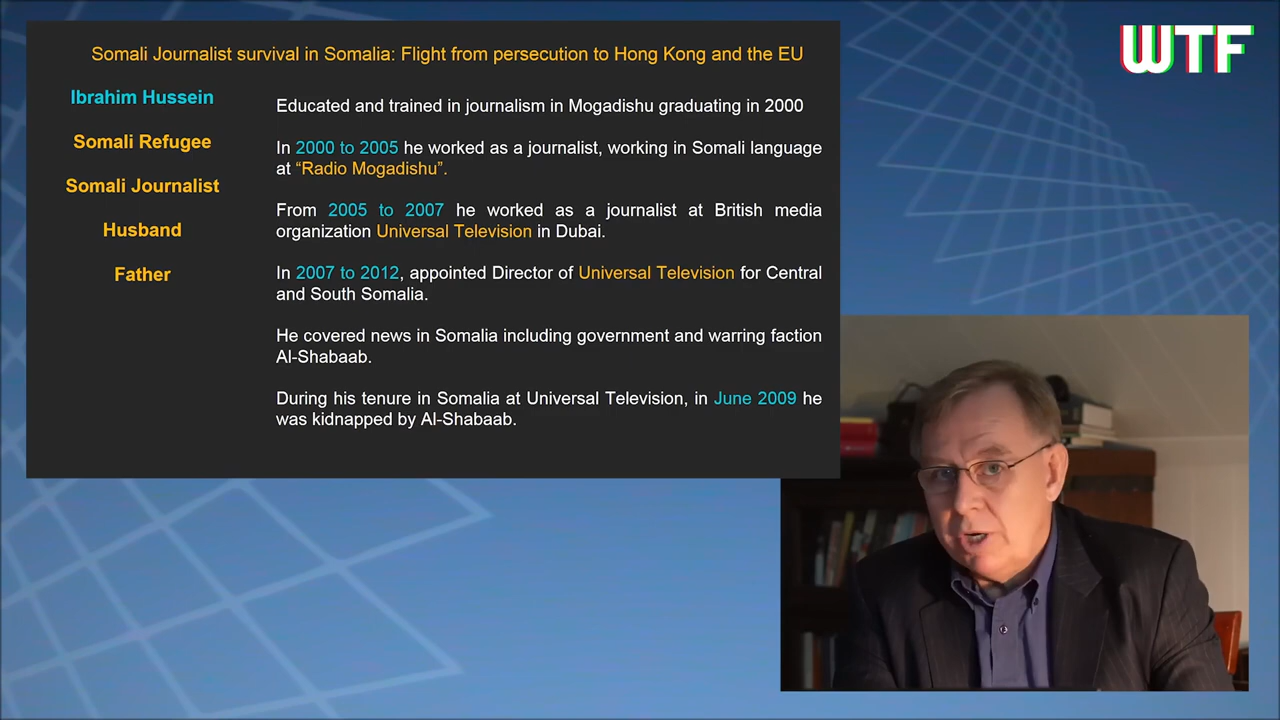 Somali Journalist survival in Somalia: Flight from persecution to Hong Kong and the EU
WTF
Ibrahim Hussein
Somali Refugee
Somali Journalist
Husband
Father
Educated and trained in journalism in Mogadishu graduating in 2000
In 2000 to 2005 he worked as a journalist, working in Somali language
at “Radio Mogadishu”.
From 2005 to 2007 he worked as a journalist at British media
organization Universal Television in Dubai.
In 2007 to 2012, appointed Director of Universal Television for Central
and South Somalia.
He covered news in Somalia including government and warring faction
Al-Shabaab.
During his tenure in Somalia at Universal Television, in June 2009 he
was kidnapped by Al-Shabaab.